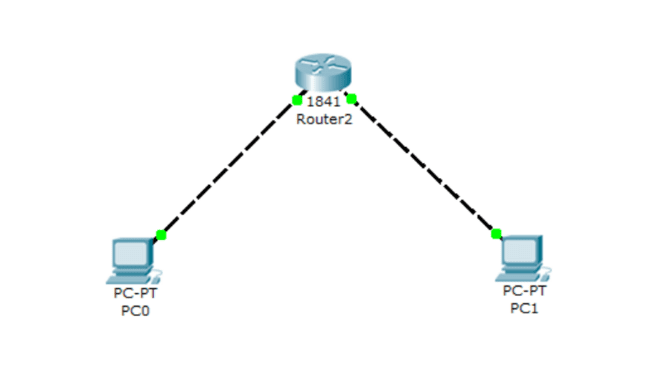 1841
Router2
PC-PT
PC0
PC-PT
PC1